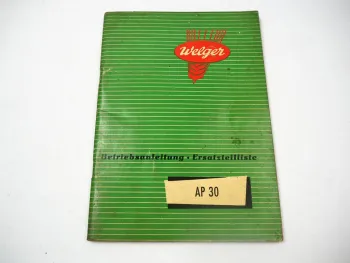 Welger
Betriebsanleitung • Ersatzteilliste
AP 30